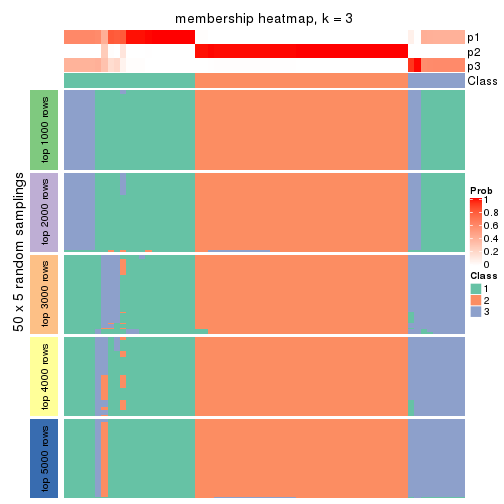 membership heatmap, k = 3
p1
p2
p3
Class
50 x 5 random samplings
top 1000 rows
top 2000 rows
top 3000 rows
top 4000 rows
top 5000 rows
Prob
1
0.8
0.6
0.4
0.2
0
Class
1
2
3